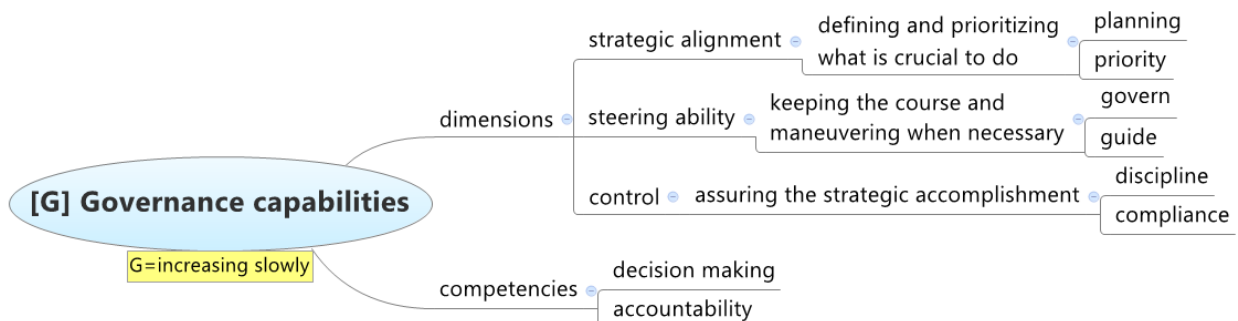 [G] Governance capabilities
G=increasing slowly
dimensions
strategic alignment
defining and prioritizing
what is crucial to do
planning
priority
steering ability
keeping the course and
maneuvering when necessary
govern
guide
control
assuring the strategic accomplishment
discipline
compliance
competencies
decision making
accountability